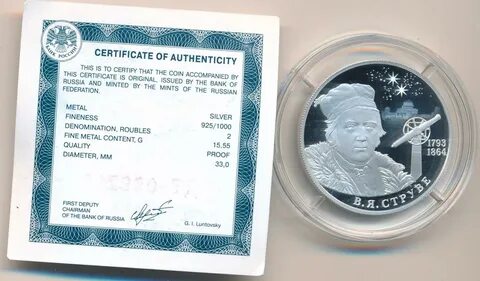 БАНК РОССИИ
CERTIFICATE OF AUTHENTICITY
THIS IS TO CERTIFY THAT THE COIN ACCOMPANIED BY
THIS CERTIFICATE IS ORIGINAL, ISSUED BY THE BANK OF
RUSSIA AND MINTED BY THE MINTS OF THE RUSSIAN
FEDERATION.
METAL SILVER
FINENESS 925/1000
DENOMINATION, ROUBLES 2
FINE METAL CONTENT, G 15,55
QUALITY PROOF
DIAMETER, MM 33,0
FIRST DEPUTY
CHAIRMAN
OF THE BANK OF RUSSIA
G. I. Luntovsky
1793
1864
В.Я.СТРУВЕ